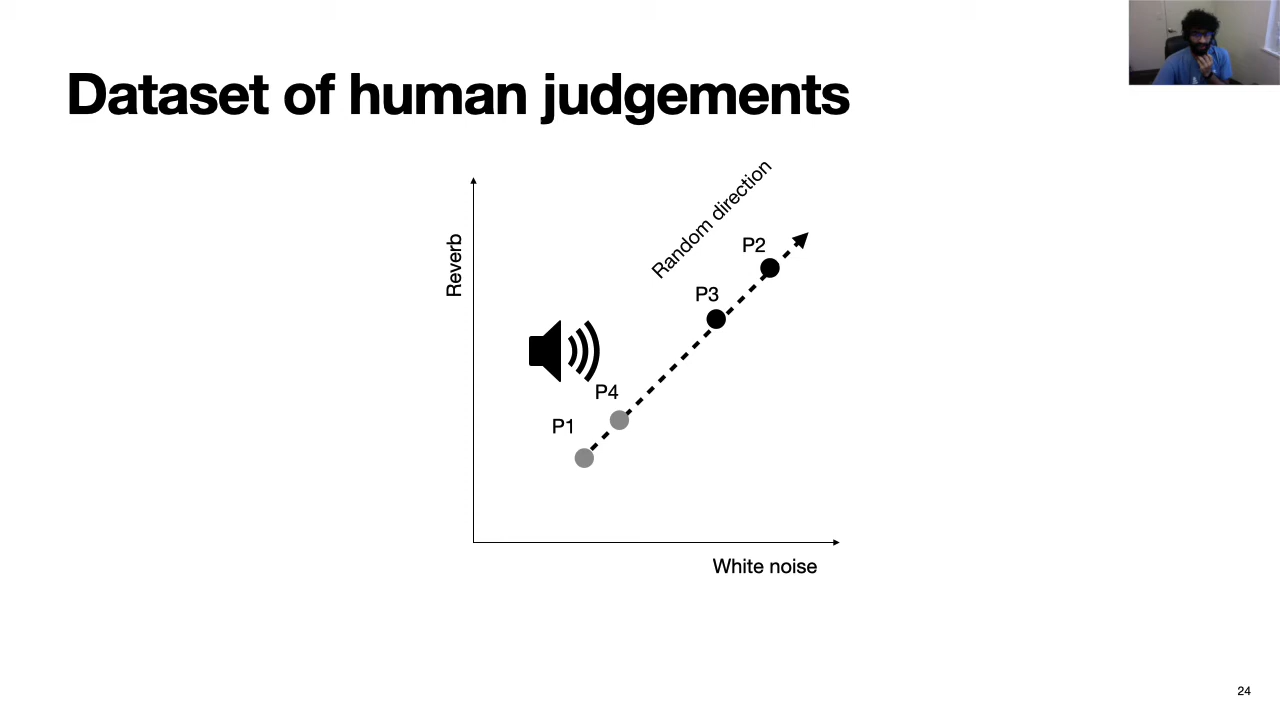 Dataset of human judgements
Random direction
Reverb
P2
P3
P4
P1
White noise
24